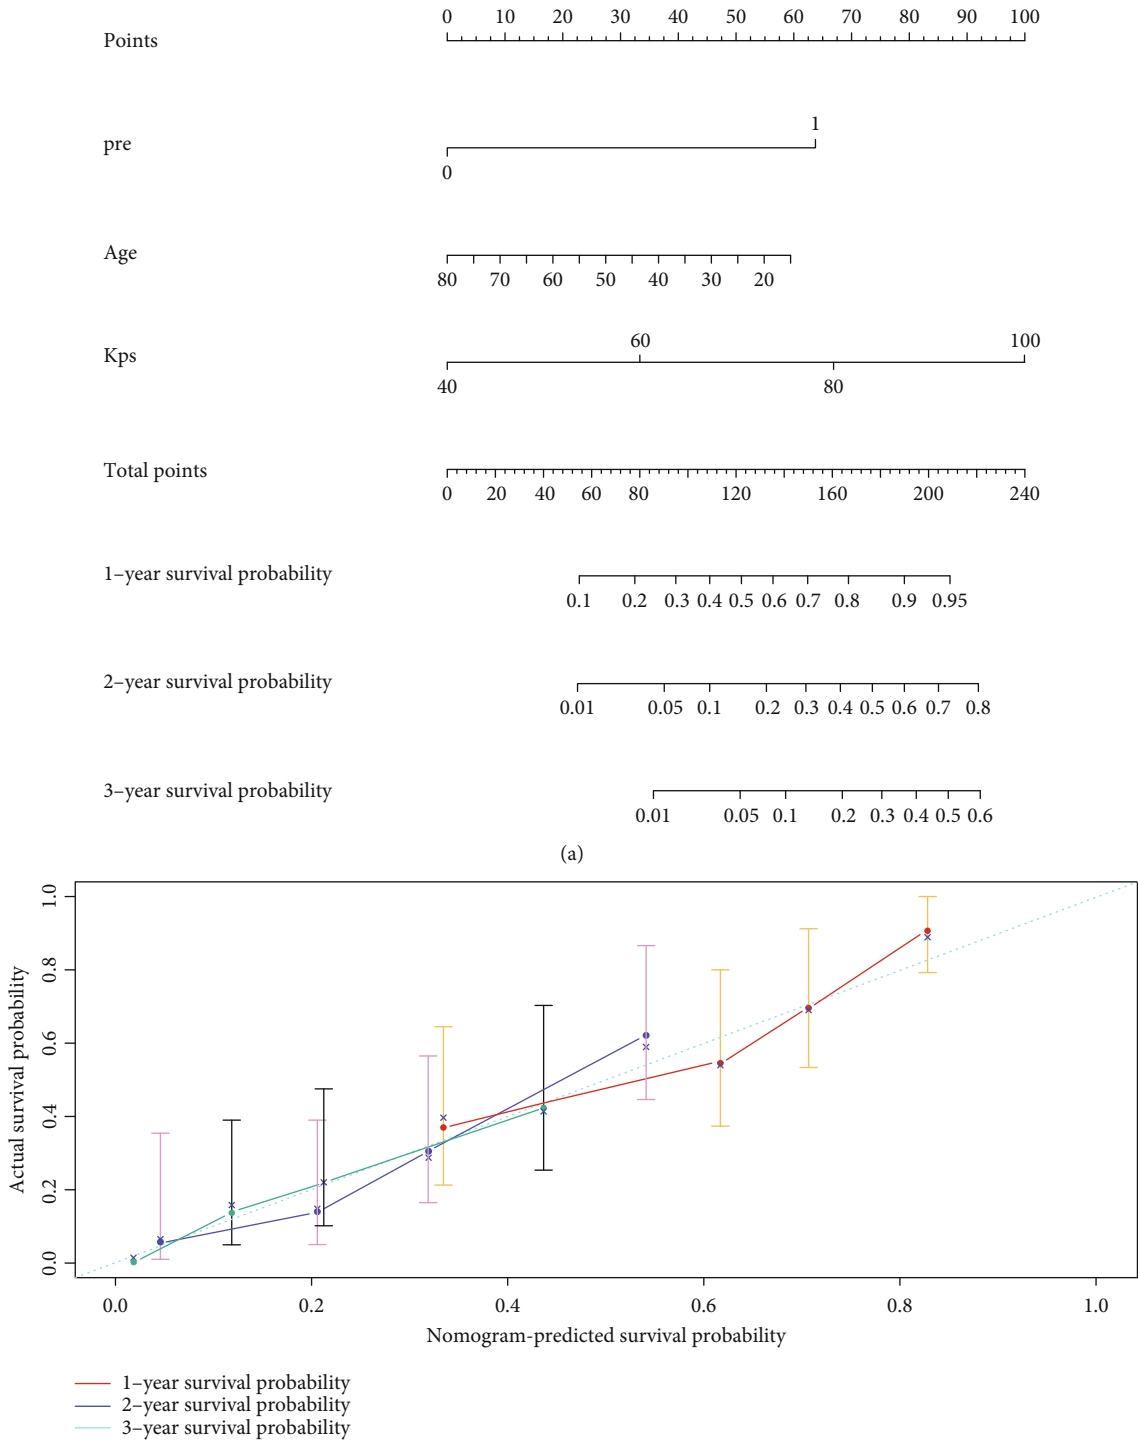 0 10 20 30 40 50 60 70 80 90 100
Points
1
pre
0
Age
80 70 60 50 40 30 20
60 100
Kps
40 80
Total points
0 20 40 60 80 120 160 200 240
1–year survival probability
0.1 0.2 0.3 0.4 0.5 0.6 0.7 0.8 0.9 0.95
2–year survival probability
0.01 0.05 0.1 0.2 0.3 0.4 0.5 0.6 0.7 0.8
3–year survival probability
0.01 0.05 0.1 0.2 0.3 0.4 0.5 0.6
(a)
Actual survival probability
1.0
0.8
0.6
0.4
0.2
0.0
0.0 0.2 0.4 0.6 0.8 1.0
Nomogram-predicted survival probability
1–year survival probability
2–year survival probability
3–year survival probability